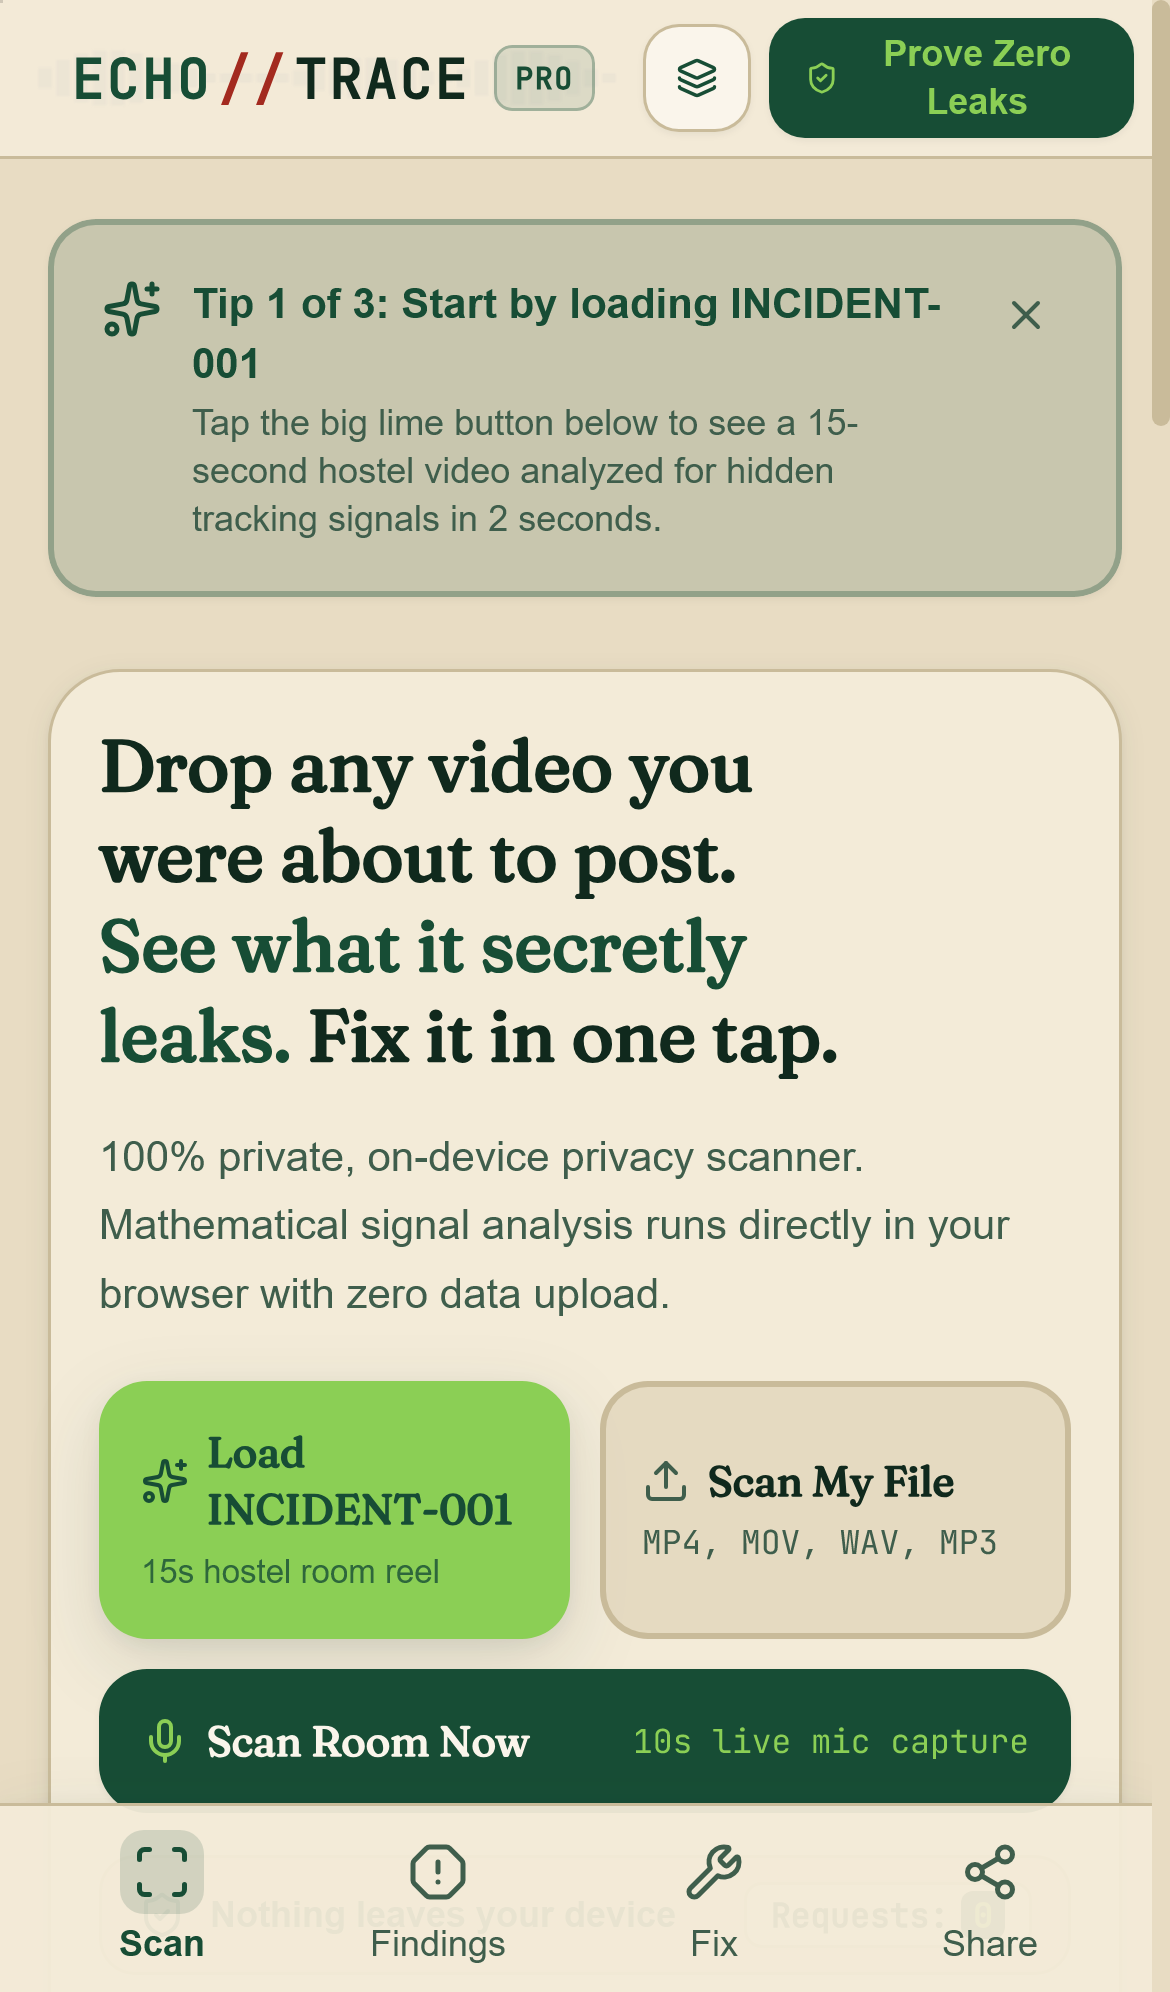 ECHO//TRACE PRO
Prove Zero
Leaks
Tip 1 of 3: Start by loading INCIDENT-
001
Tap the big lime button below to see a 15-
second hostel video analyzed for hidden
tracking signals in 2 seconds.
Drop any video you
were about to post.
See what it secretly
leaks. Fix it in one tap.
100% private, on-device privacy scanner.
Mathematical signal analysis runs directly in your
browser with zero data upload.
Load
INCIDENT-001
15s hostel room reel
Scan My File
MP4, MOV, WAV, MP3
Scan Room Now
10s live mic capture
Nothing leaves your device
Requests: 0
Scan
Findings
Fix
Share